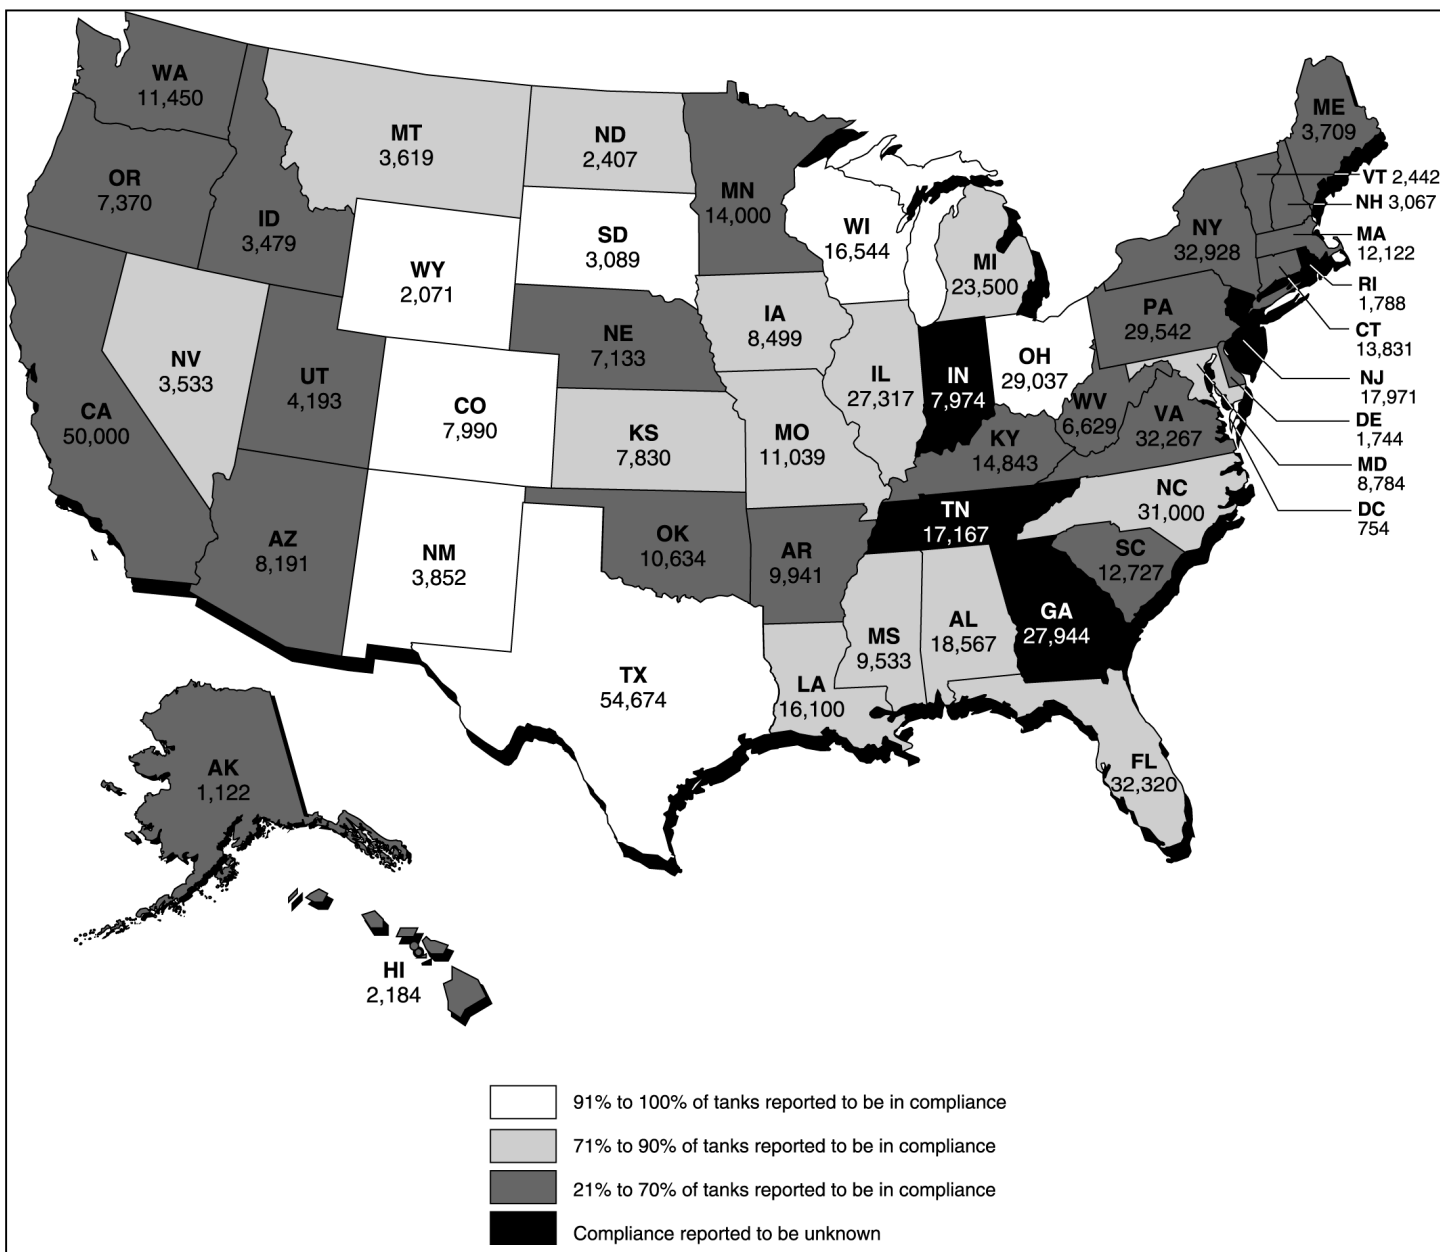 WA
11,450
MT
3,619
ND
2,407
ME
3,709
OR
7,370
ID
3,479
MN
14,000
VT 2,442
NH 3,067
SD
3,089
WI
16,544
NY
32,928
MA
12,122
WY
2,071
MI
23,500
RI
1,788
NE
7,133
IA
8,499
PA
29,542
CT
13,831
NV
3,533
UT
4,193
IL
27,317
IN
7,974
OH
29,037
NJ
17,971
CA
50,000
CO
7,990
KS
7,830
MO
11,039
KY
14,843
WV
6,629
VA
32,267
DE
1,744
MD
8,784
DC
754
AZ
8,191
NM
3,852
OK
10,634
AR
9,941
TN
17,167
NC
31,000
SC
12,727
GA
27,944
MS
9,533
AL
18,567
TX
54,674
LA
16,100
FL
32,320
AK
1,122
HI
2,184
91% to 100% of tanks reported to be in compliance
71% to 90% of tanks reported to be in compliance
21% to 70% of tanks reported to be in compliance
Compliance reported to be unknown